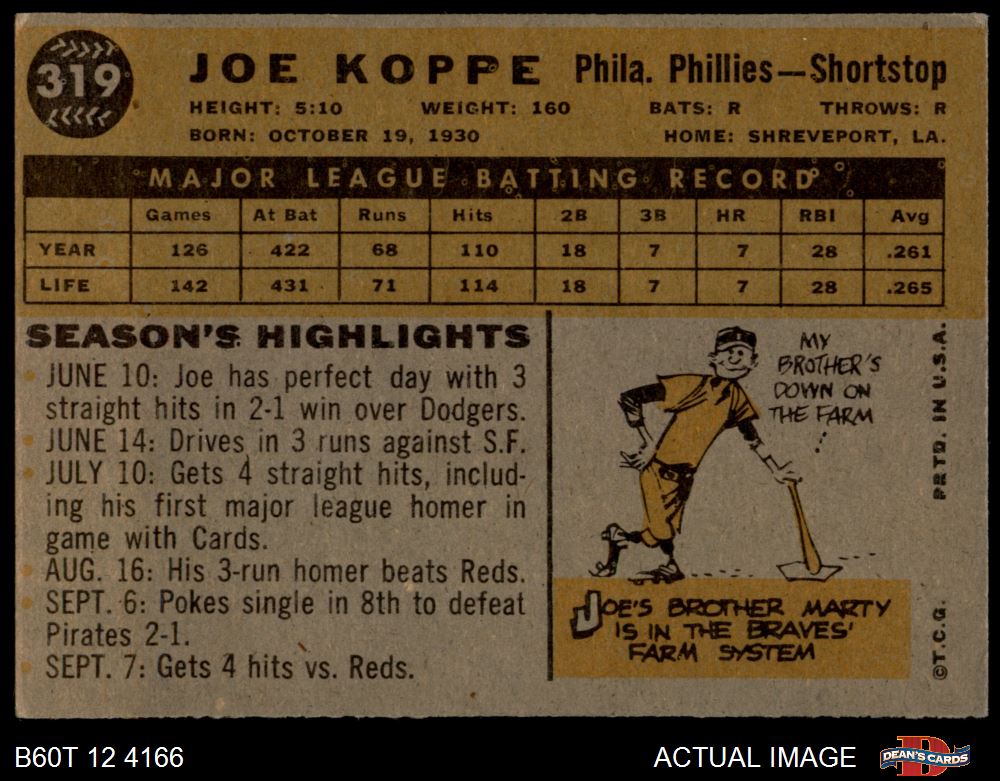 319
JOE KOPPE Phila. Phillies—Shortstop
HEIGHT: 5:10 WEIGHT: 160 BATS: R THROWS: R
BORN: OCTOBER 19, 1930 HOME: SHREVEPORT, LA.
MAJOR LEAGUE BATTING RECORD
Games At Bat Runs Hits 2B 3B HR RBI Avg
YEAR 126 422 68 110 18 7 7 28 .261
LIFE 142 431 71 114 18 7 7 28 .265
SEASON'S HIGHLIGHTS
JUNE 10: Joe has perfect day with 3
straight hits in 2-1 win over Dodgers.
JUNE 14: Drives in 3 runs against S.F.
JULY 10: Gets 4 straight hits, includ-
ing his first major league homer in
game with Cards.
AUG. 16: His 3-run homer beats Reds.
SEPT. 6: Pokes single in 8th to defeat
Pirates 2-1.
SEPT. 7: Gets 4 hits vs. Reds.
MY
BROTHER'S
DOWN ON
THE FARM
JOE'S BROTHER MARTY
IS IN THE BRAVES'
FARM SYSTEM
©T.C.G. PRTD. IN U.S.A.
B60T 12 4166 ACTUAL IMAGE DEAN'S CARDS